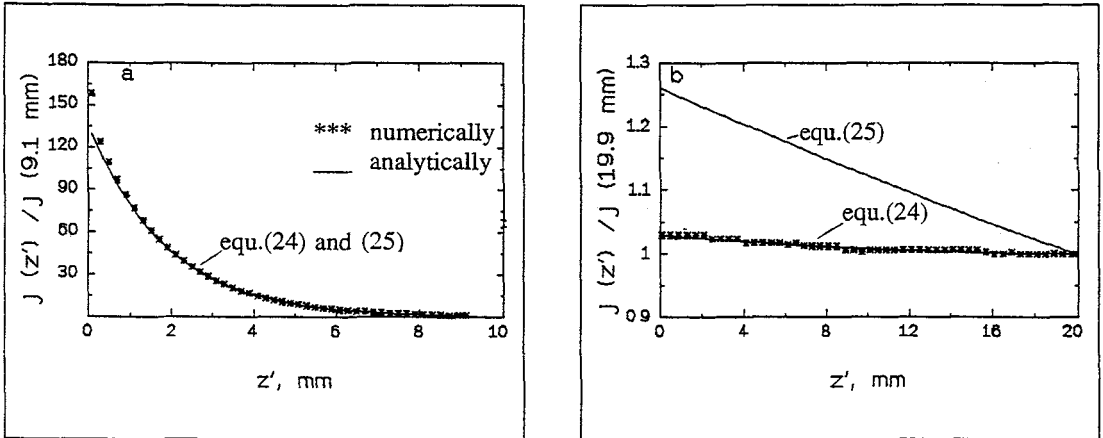 a
J (z') / J (9.1 mm)
180
150
120
90
60
30
*** numerically
___ analytically
equ.(24) and (25)
0 2 4 6 8 10
z', mm
b
J (z') / J (19.9 mm)
1.3
1.2
1.1
1
0.9
equ.(25)
equ.(24)
0 4 8 12 16 20
z', mm